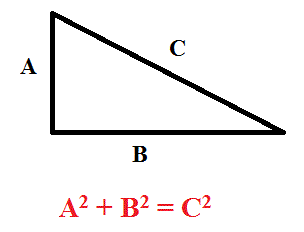 C
A
B
A² + B² = C²